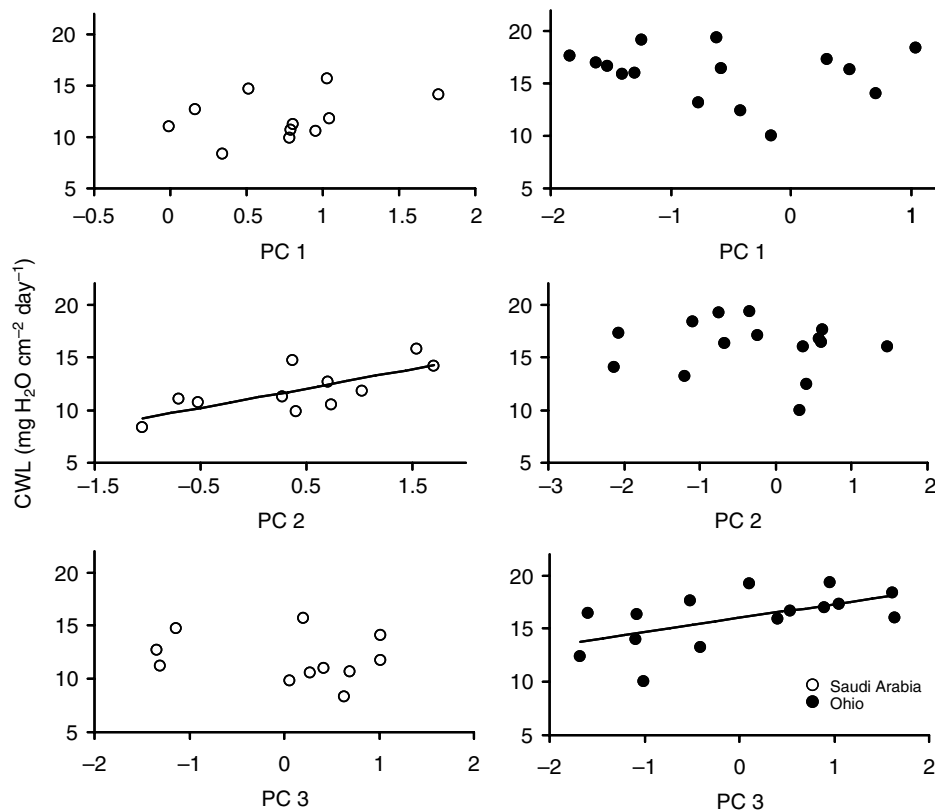 20
15
10
5
–0.5 0 0.5 1 1.5 2
PC 1
20
15
10
5
–2 –1 0 1
PC 1
CWL (mg H₂O cm⁻² day⁻¹)
20
15
10
5
–1.5 –0.5 0.5 1.5
PC 2
20
15
10
5
–3 –2 –1 0 1 2
PC 2
20
15
10
5
–2 –1 0 1 2
PC 3
20
15
10
5
–2 –1 0 1 2
PC 3
Saudi Arabia
Ohio